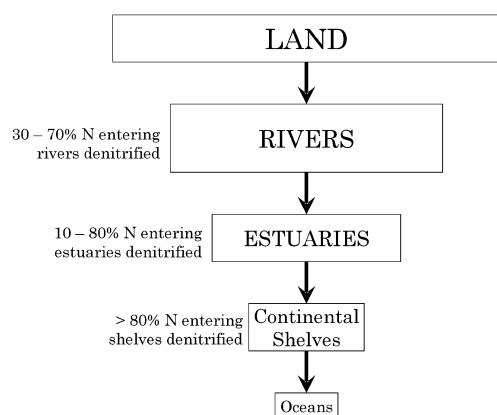 LAND
30 – 70% N entering
rivers denitrified
RIVERS
10 – 80% N entering
estuaries denitrified
ESTUARIES
> 80% N entering
shelves denitrified
Continental
Shelves
Oceans